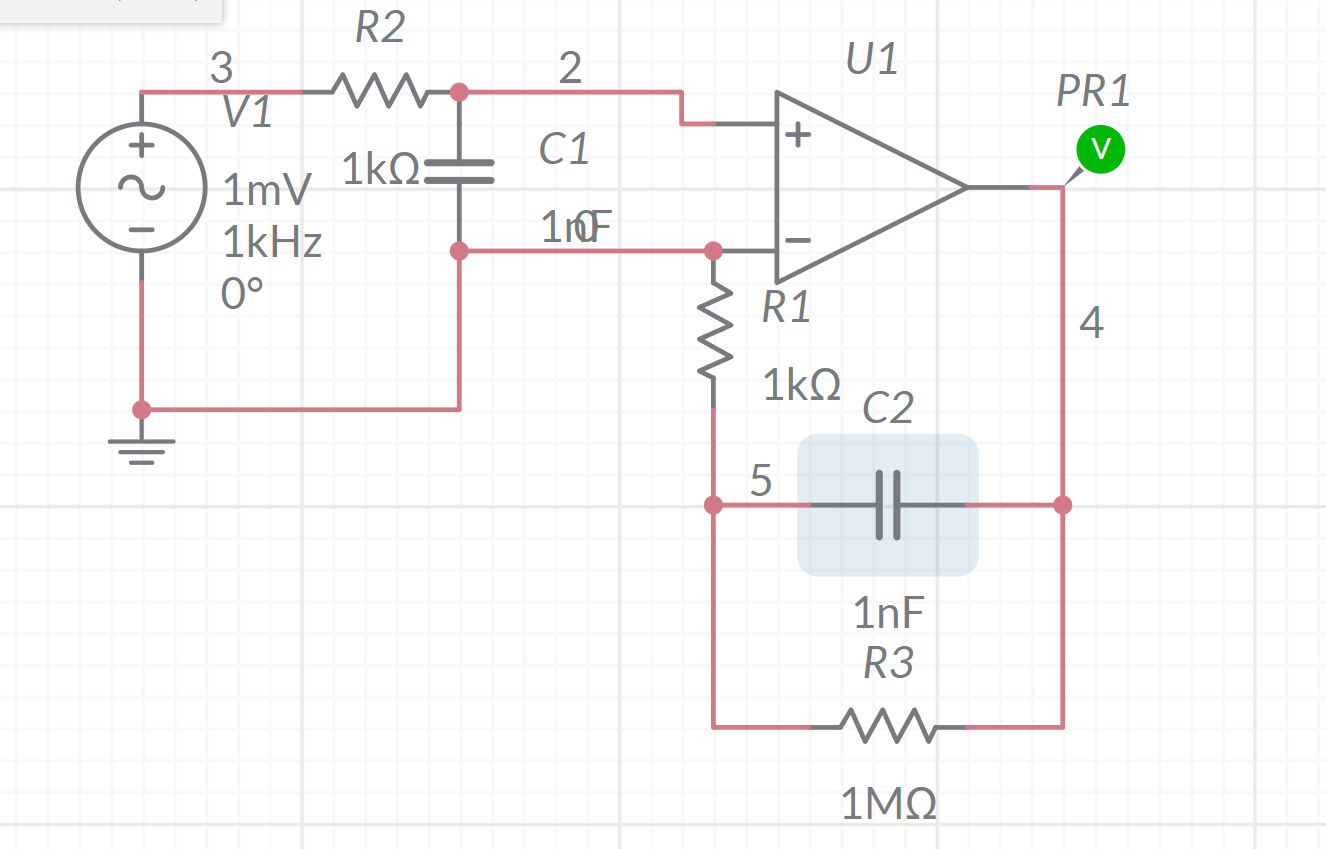 R2
3
2
U1
V1
PR1
V
+
+
1kΩ
C1
1mV
1nF
0
1kHz
−
−
0°
R1
4
1kΩ
C2
5
1nF
R3
1MΩ